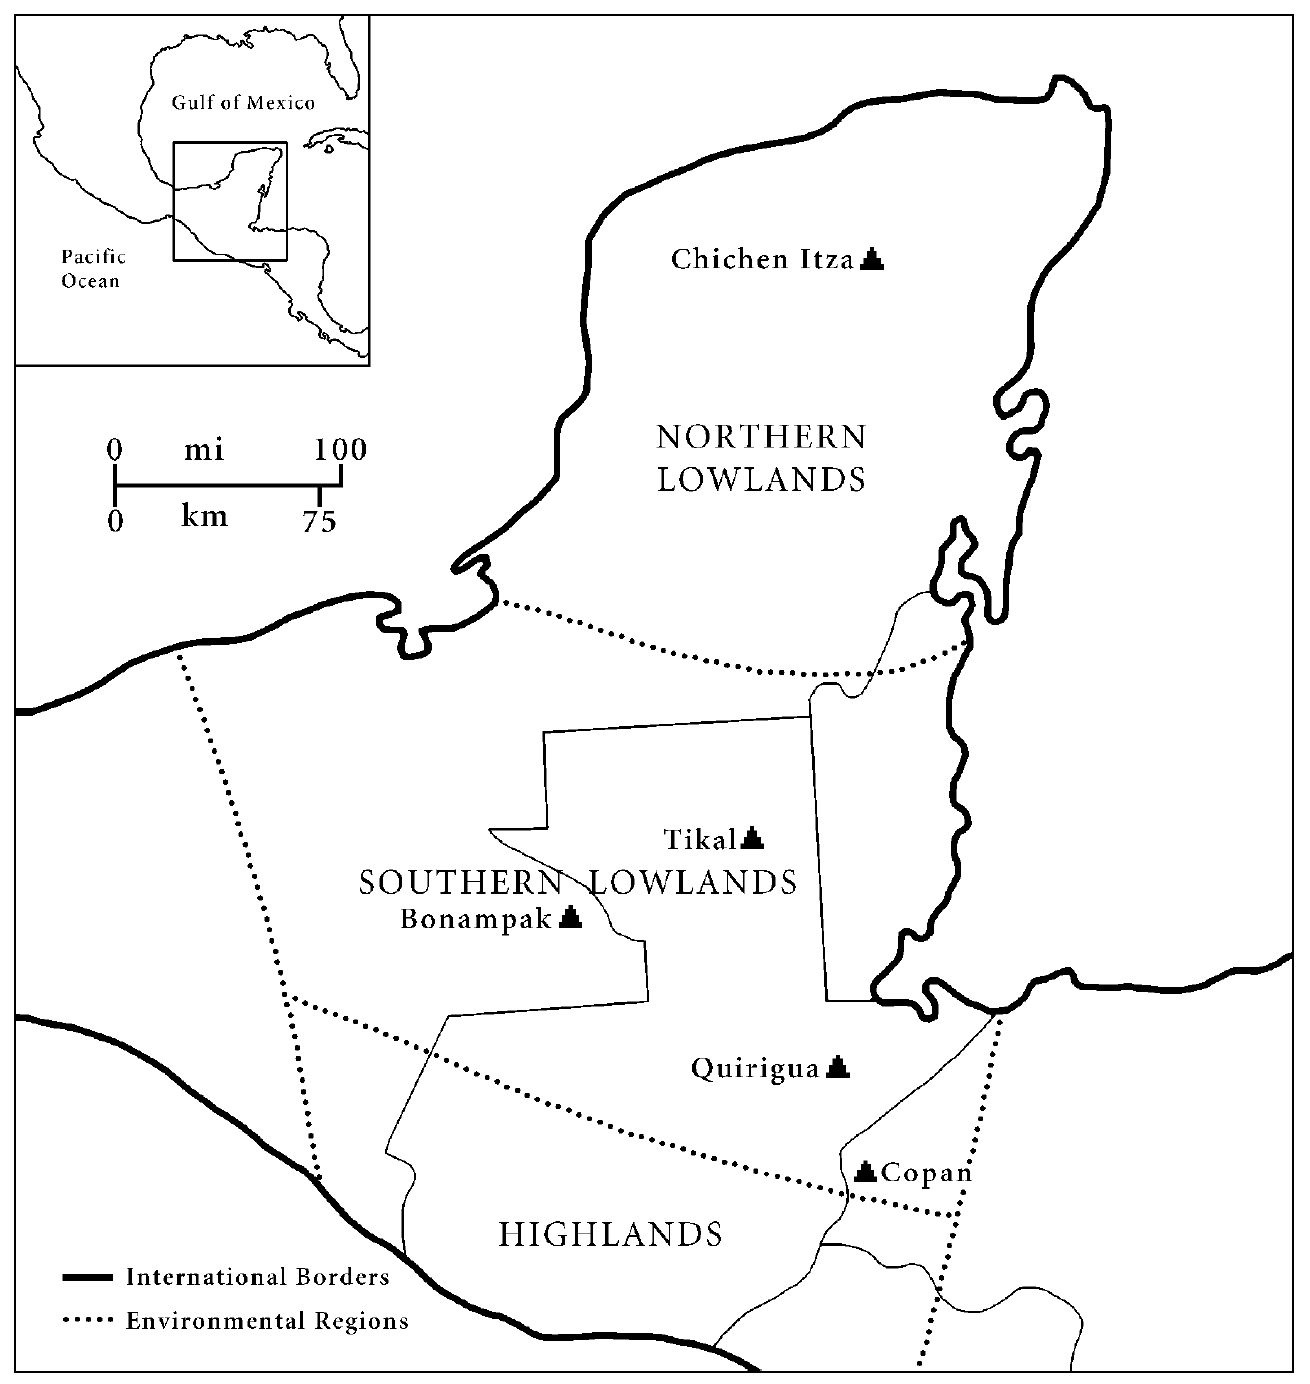 Gulf of Mexico
Pacific
Ocean
Chichen Itza
0 mi 100
0 km 75
NORTHERN
LOWLANDS
Tikal
SOUTHERN LOWLANDS
Bonampak
Quirigua
Copan
HIGHLANDS
International Borders
Environmental Regions